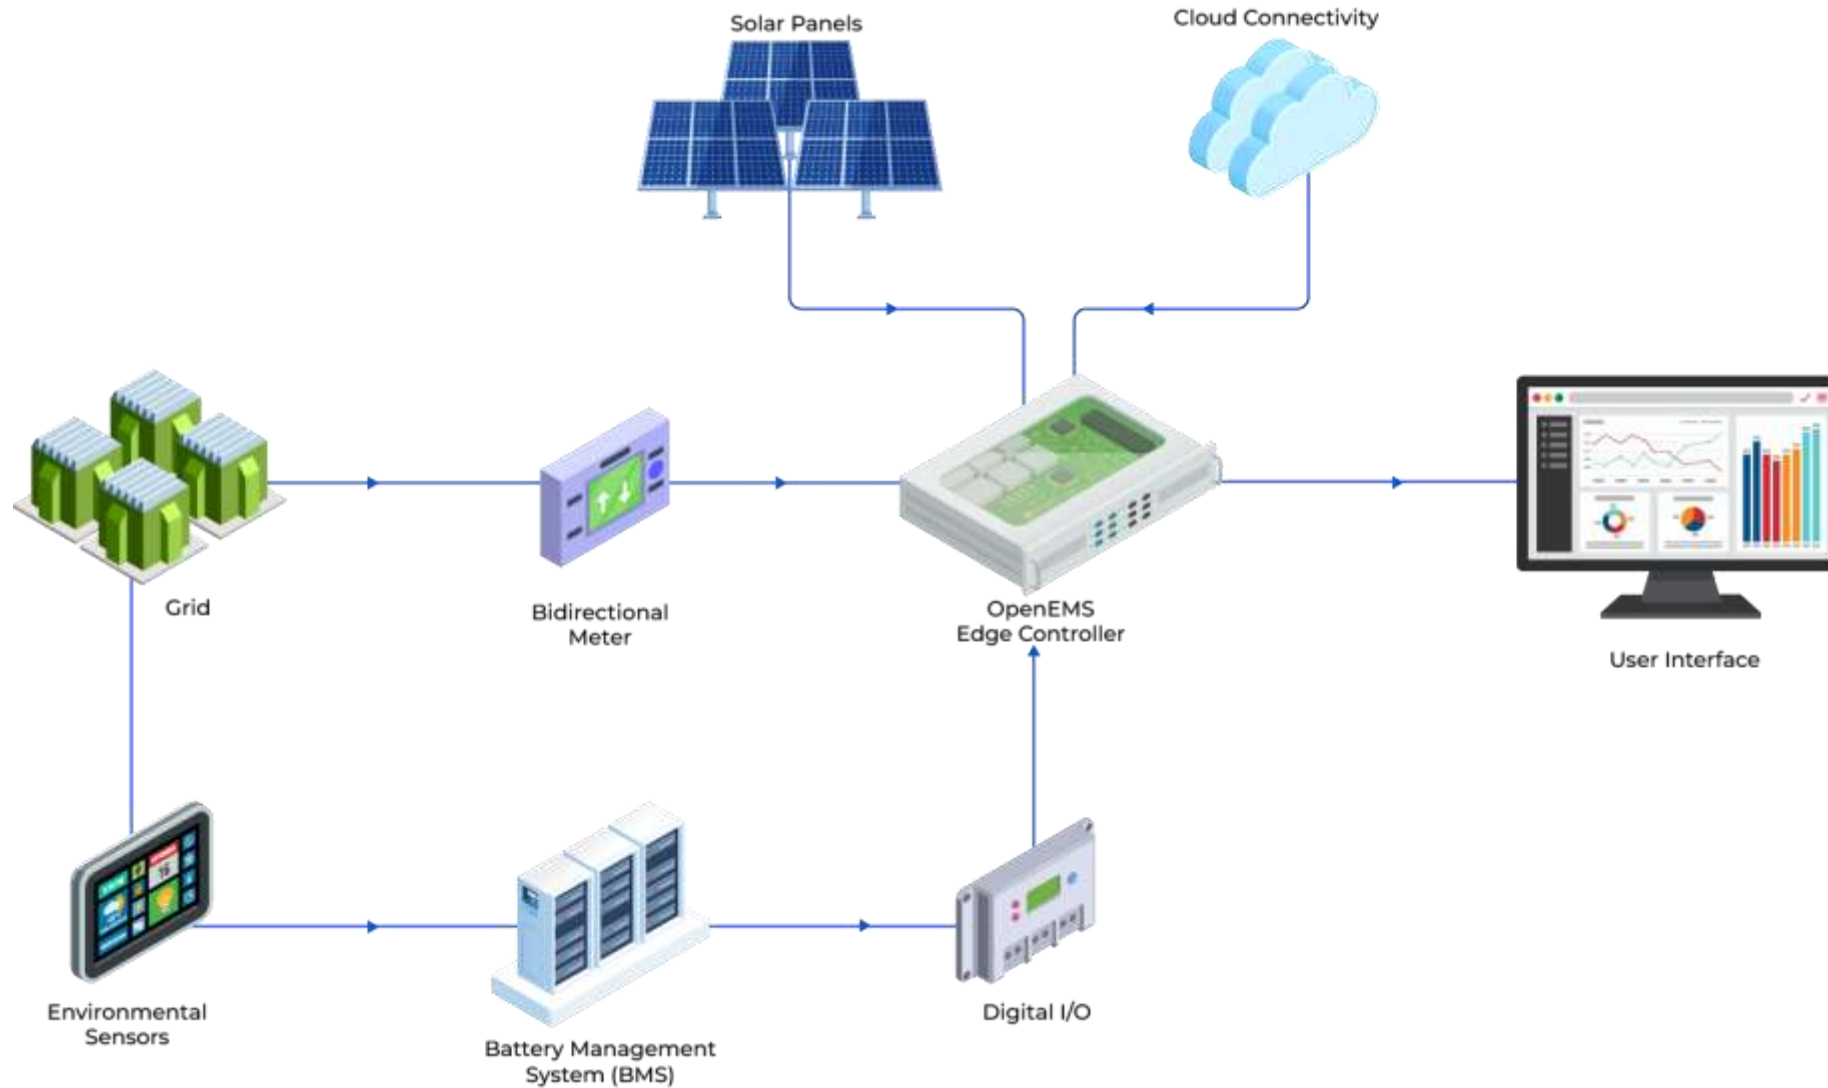 Solar Panels
Cloud Connectivity
Grid
Bidirectional
Meter
OpenEMS
Edge Controller
User Interface
Environmental
Sensors
Battery Management
System (BMS)
Digital I/O